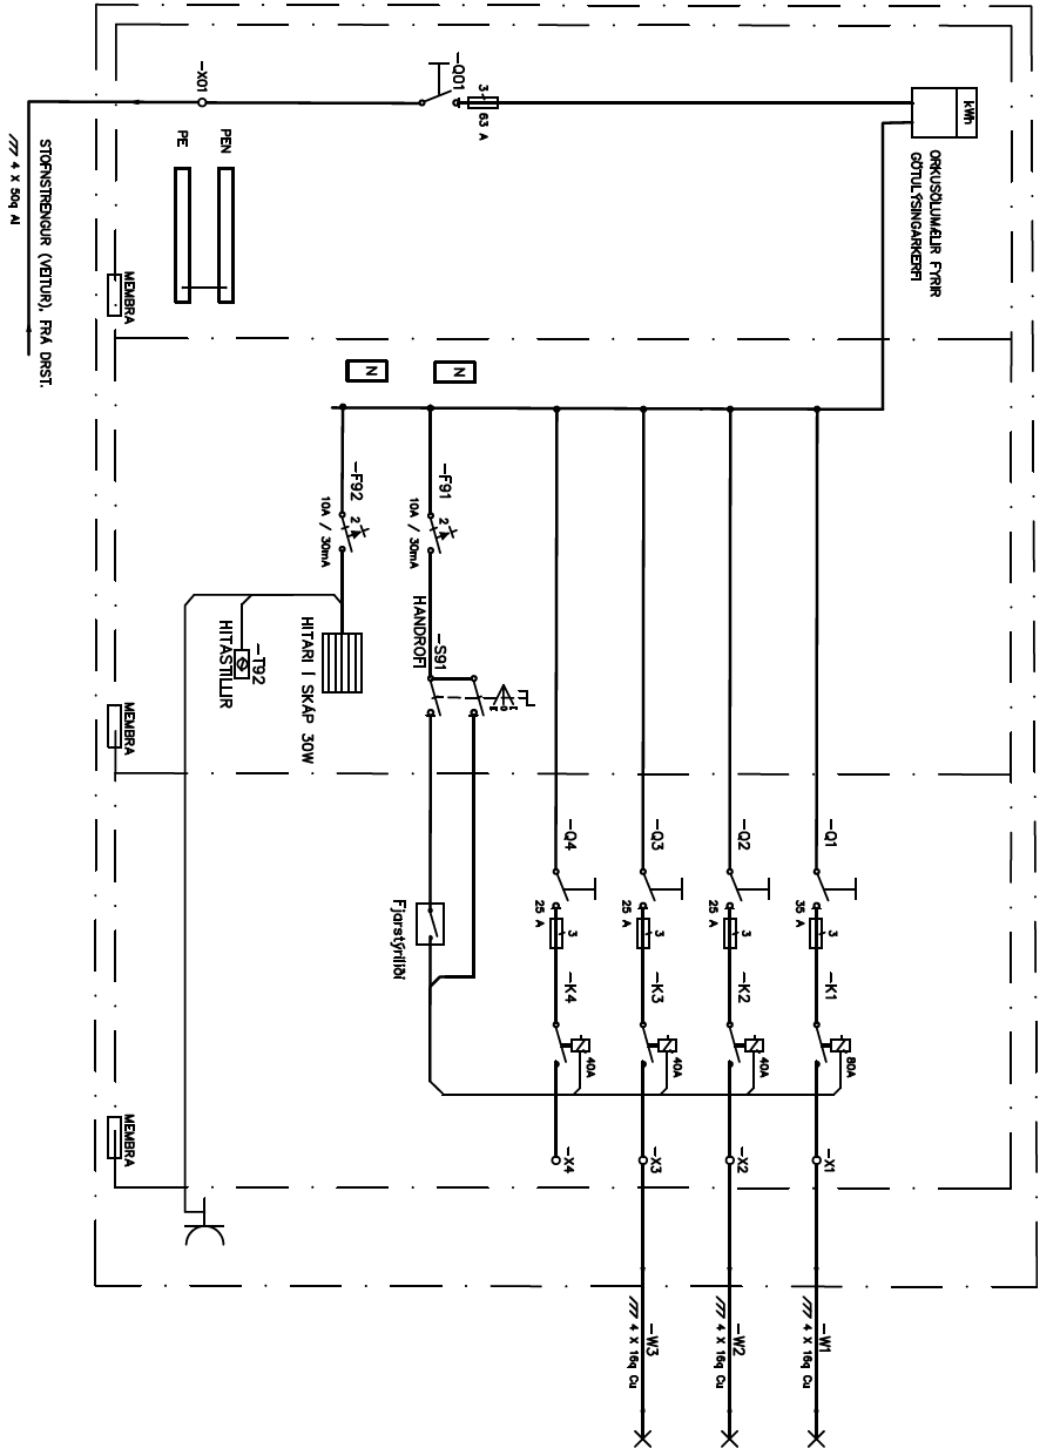 kWh
ORKUSÖLUMÆLIR FYRIR
GÖTULÝSINGARKERFI
-Q01
3
63 A
-X01
PEN
PE
STOFNSTRENGUR (VEITUR), FRÁ DRST.
4 X 50q Al
MEMBRA
N
N
-F91
2
10A / 30mA
-F92
2
10A / 30mA
-S91
HANDROFI
HITARI Í SKÁP 30W
-T92
HITASTILLIR
MEMBRA
-Q1
35 A
3
-K1
80A
-X1
-W1
4 X 16q Cu
-Q2
25 A
3
-K2
40A
-X2
-W2
4 X 16q Cu
-Q3
25 A
3
-K3
40A
-X3
-W3
4 X 16q Cu
-Q4
25 A
3
-K4
40A
-X4
Fjarstýriliði
MEMBRA